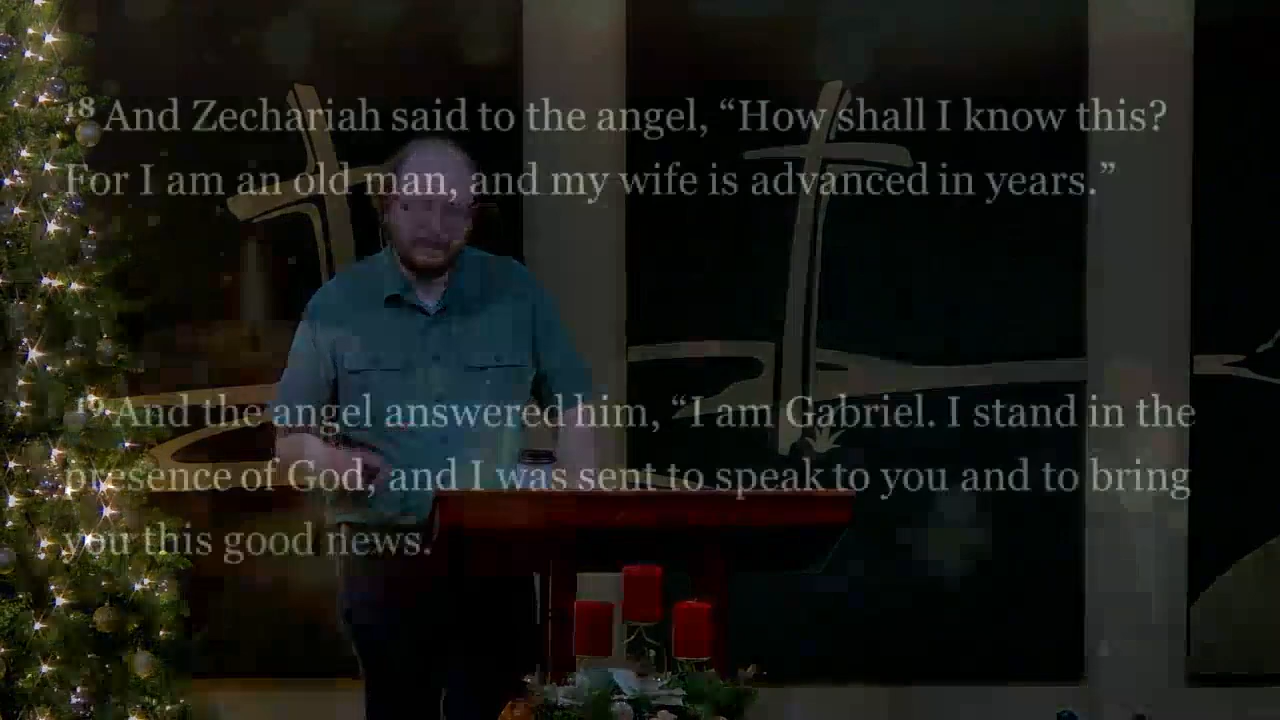 18 And Zechariah said to the angel, “How shall I know this?
For I am an old man, and my wife is advanced in years.”
19 And the angel answered him, “I am Gabriel. I stand in the
presence of God, and I was sent to speak to you and to bring
you this good news.